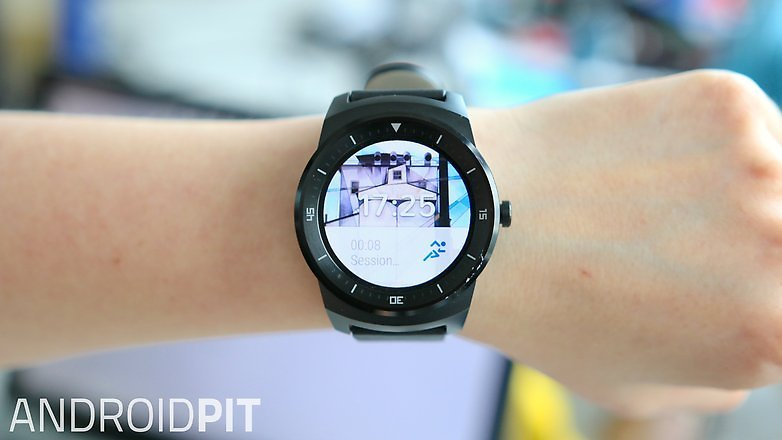 17:25
00:08
Session...
45
15
30
ANDROIDPIT